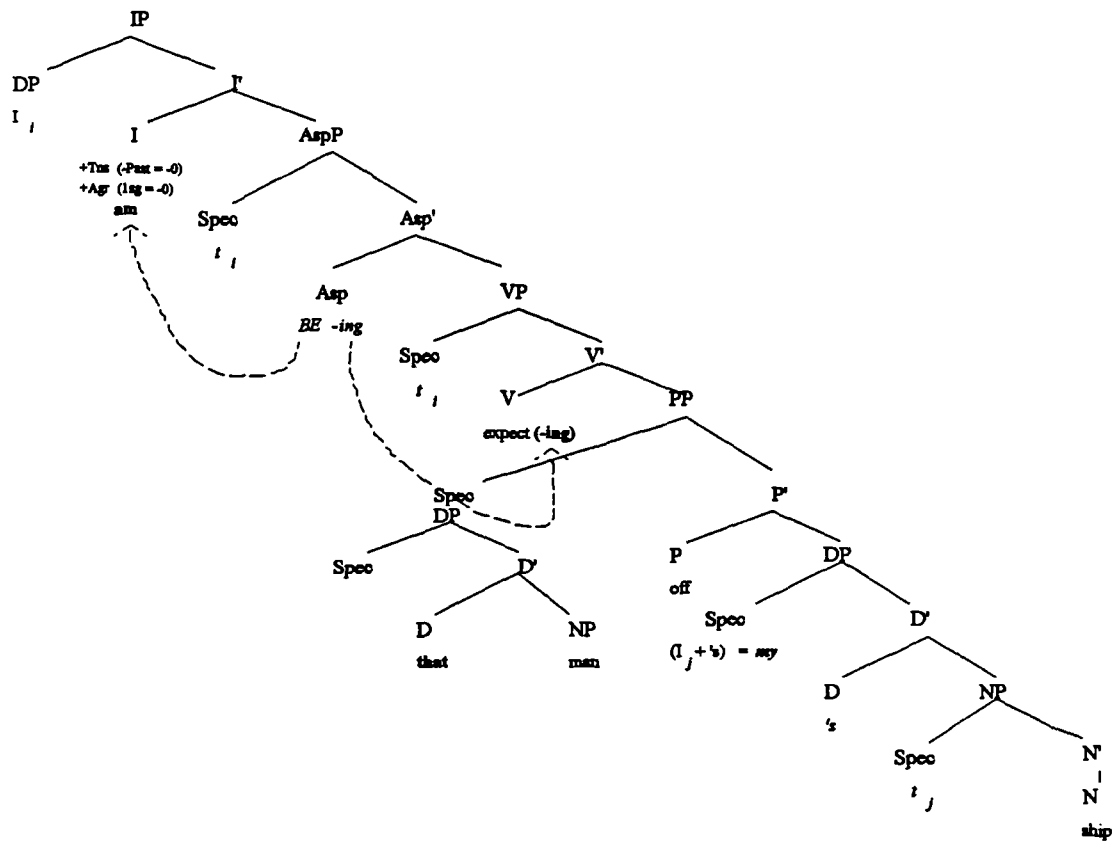 IP
DP I'
I i
I AspP
+Tns (-Past = -0)
+Agr (1sg = -0)
am
Spec Asp'
t i
Asp VP
BE -ing
Spec V'
t i
V PP
expect (-ing)
Spec P'
DP
P DP
off
Spec D'
Spec D'
(I j + 's) = my
D NP
that man
D NP
's
Spec N'
t j
N
ship